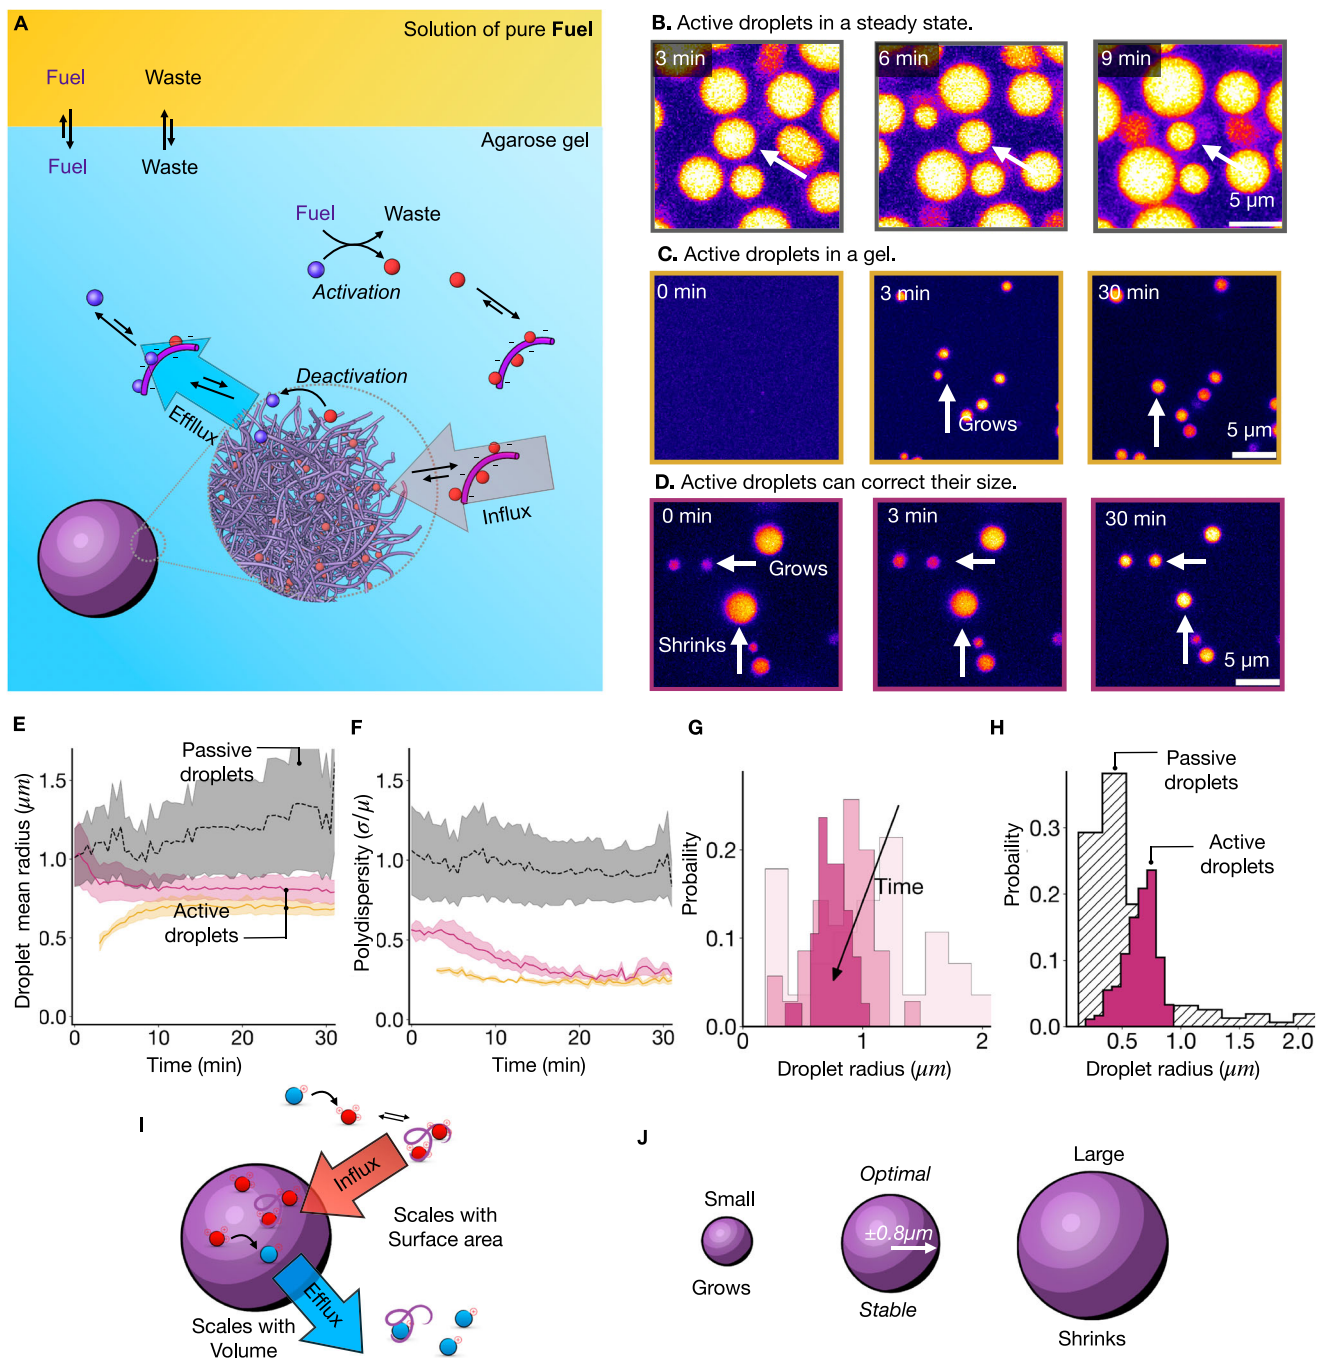 A
Solution of pure Fuel
Fuel
Waste
Fuel
Waste
Agarose gel
Fuel
Waste
Activation
Deactivation
Effllux
Influx
B. Active droplets in a steady state.
3 min
6 min
9 min
5 µm
C. Active droplets in a gel.
0 min
3 min
30 min
Grows
5 µm
D. Active droplets can correct their size.
0 min
3 min
30 min
Grows
Shrinks
5 µm
E
Droplet mean radius (µm)
1.5
1.0
0.5
0.0
Passive
droplets
Active
droplets
0
10
20
30
Time (min)
F
Polydispersity (σ/µ)
1.5
1.0
0.5
0.0
0
10
20
30
Time (min)
G
Probaility
0.2
0.1
0.0
Time
0
1
2
Droplet radius (µm)
H
Probaility
0.3
0.2
0.1
0.0
Passive
droplets
Active
droplets
0.5
1.0
1.5
2.0
Droplet radius (µm)
I
Influx
Scales with
Surface area
Efflux
Scales with
Volume
J
Small
Grows
Optimal
±0.8µm
Stable
Large
Shrinks